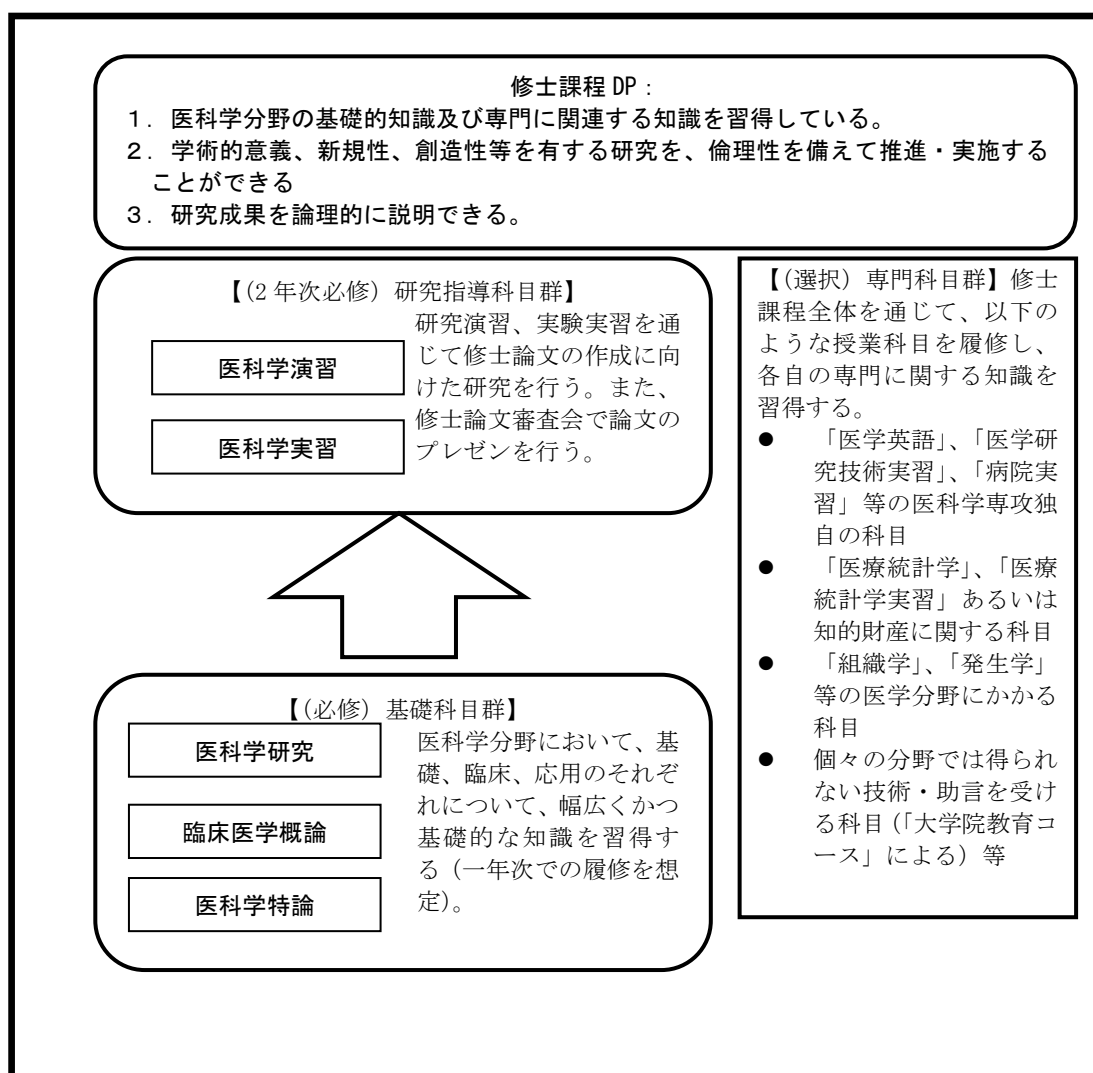 修士課程 DP：
１．医科学分野の基礎的知識及び専門に関連する知識を習得している。
２．学術的意義、新規性、創造性等を有する研究を、倫理性を備えて推進・実施する
ことができる
３．研究成果を論理的に説明できる。
【(2 年次必修) 研究指導科目群】
研究演習、実験実習を通
じて修士論文の作成に向
けた研究を行う。また、
修士論文審査会で論文の
プレゼンを行う。
医科学演習
医科学実習
【(必修) 基礎科目群】
医科学研究
臨床医学概論
医科学特論
医科学分野において、基
礎、臨床、応用のそれぞ
れについて、幅広くかつ
基礎的な知識を習得す
る（一年次での履修を想
定)。
【(選択) 専門科目群】修士
課程全体を通じて、以下の
ような授業科目を履修し、
各自の専門に関する知識を
習得する。
● 「医学英語」、「医学研
究技術実習」、「病院実
習」等の医科学専攻独
自の科目
● 「医療統計学」、「医療
統計学実習」あるいは
知的財産に関する科目
● 「組織学」、「発生学」
等の医学分野にかかる
科目
● 個々の分野では得られ
ない技術・助言を受け
る科目（「大学院教育コ
ース」による）等